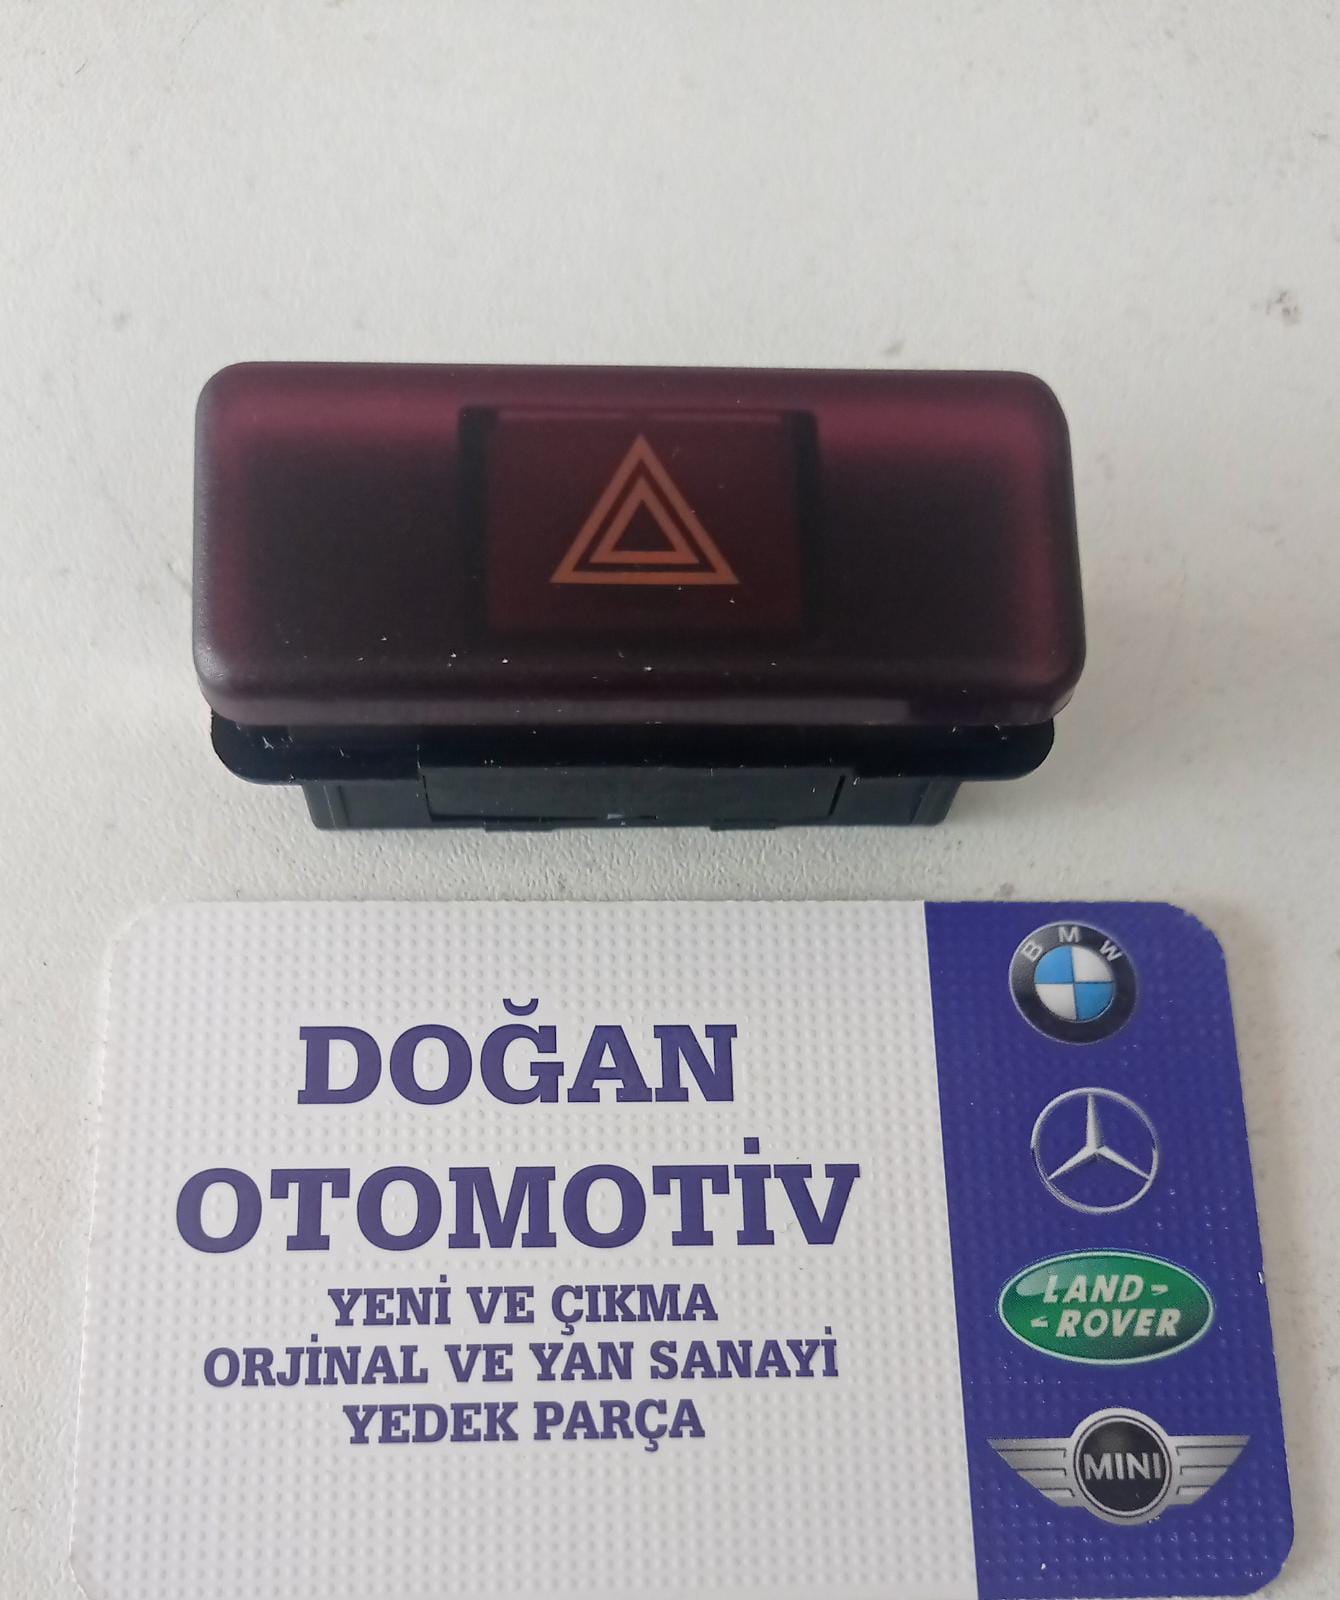 DOĞAN
OTOMOTİV
YENİ VE ÇIKMA
ORJİNAL VE YAN SANAYİ
YEDEK PARÇA
BMW
LAND
ROVER
MINI